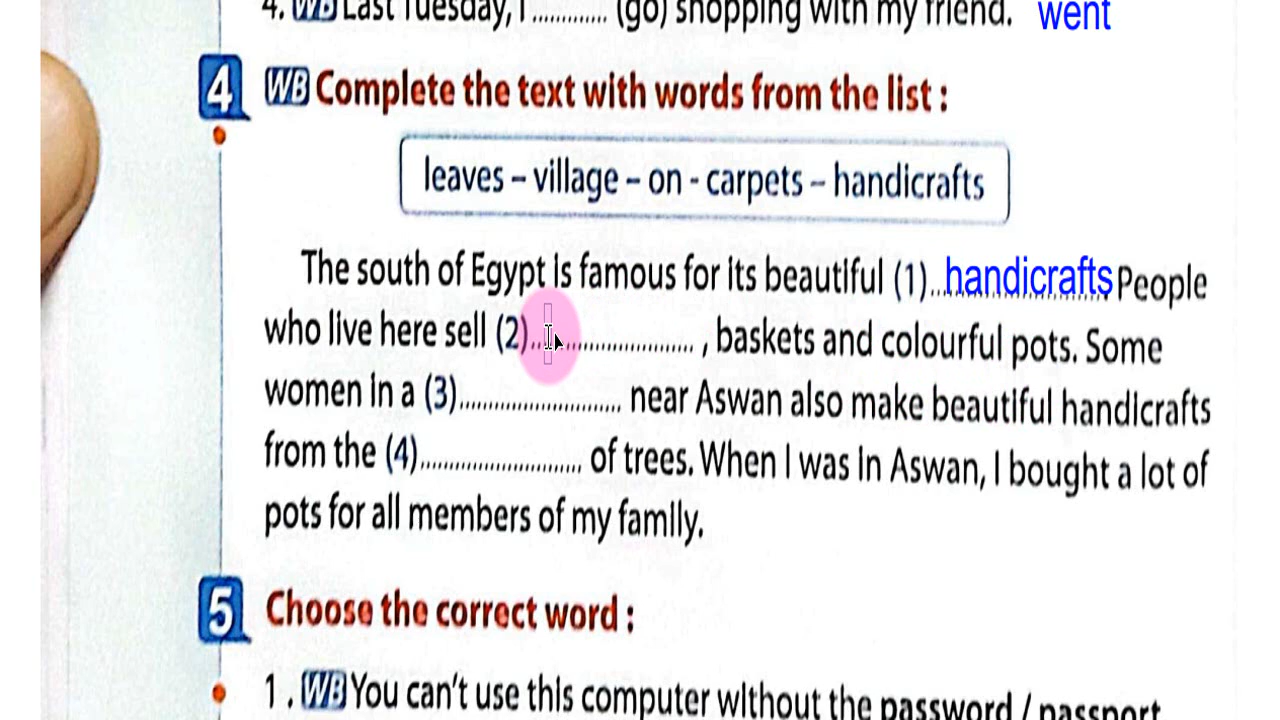 4. WB Last Tuesday, I ............. (go) shopping with my friend. went
4 WB Complete the text with words from the list :
leaves – village – on - carpets – handicrafts
The south of Egypt is famous for its beautiful (1)..handicrafts People
who live here sell (2)............................ , baskets and colourful pots. Some
women in a (3)............................ near Aswan also make beautiful handicrafts
from the (4)............................ of trees. When I was in Aswan, I bought a lot of
pots for all members of my family.
5 Choose the correct word :
1 . WB You can't use this computer without the password / passport